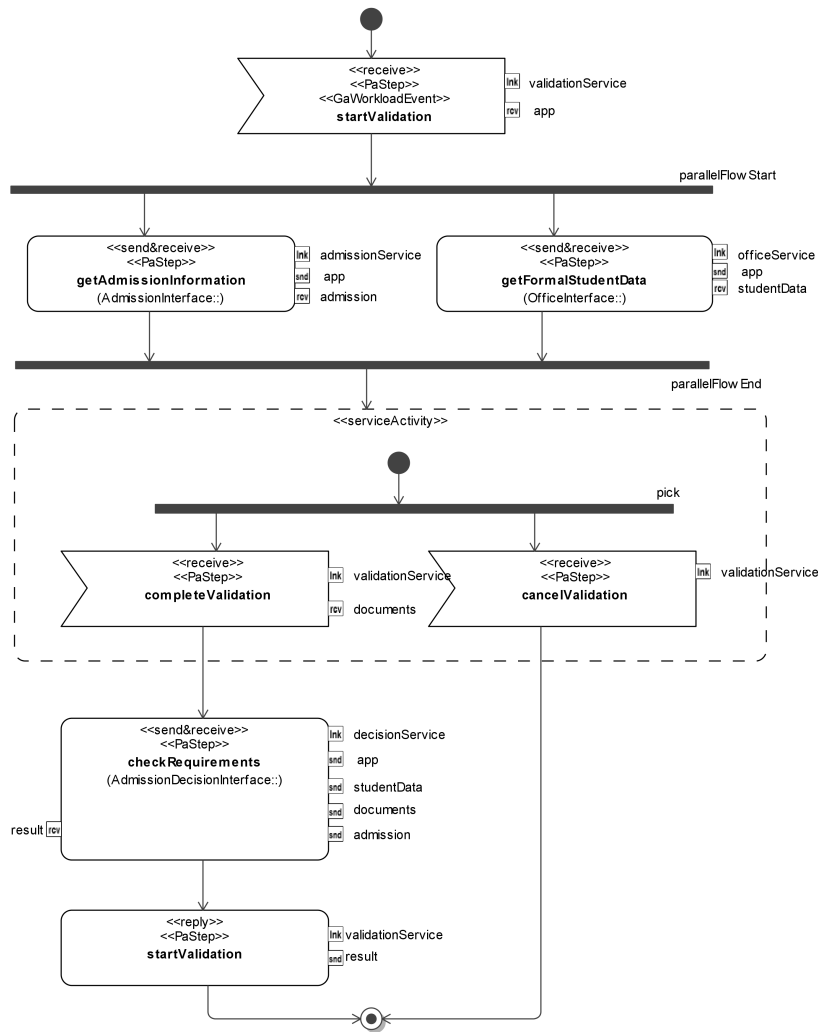 <<receive>>
<<PaStep>>
<<GaWorkloadEvent>>
startValidation
lnk validationService
rcv app
parallelFlow Start
<<send&receive>>
<<PaStep>>
getAdmissionInformation
(AdmissionInterface::)
lnk admissionService
snd app
rcv admission
<<send&receive>>
<<PaStep>>
getFormalStudentData
(OfficeInterface::)
lnk officeService
snd app
rcv studentData
parallelFlow End
<<serviceActivity>>
pick
<<receive>>
<<PaStep>>
completeValidation
lnk validationService
rcv documents
<<receive>>
<<PaStep>>
cancelValidation
lnk validationService
<<send&receive>>
<<PaStep>>
checkRequirements
(AdmissionDecisionInterface::)
lnk decisionService
snd app
snd studentData
snd documents
snd admission
result rcv
<<reply>>
<<PaStep>>
startValidation
lnk validationService
snd result